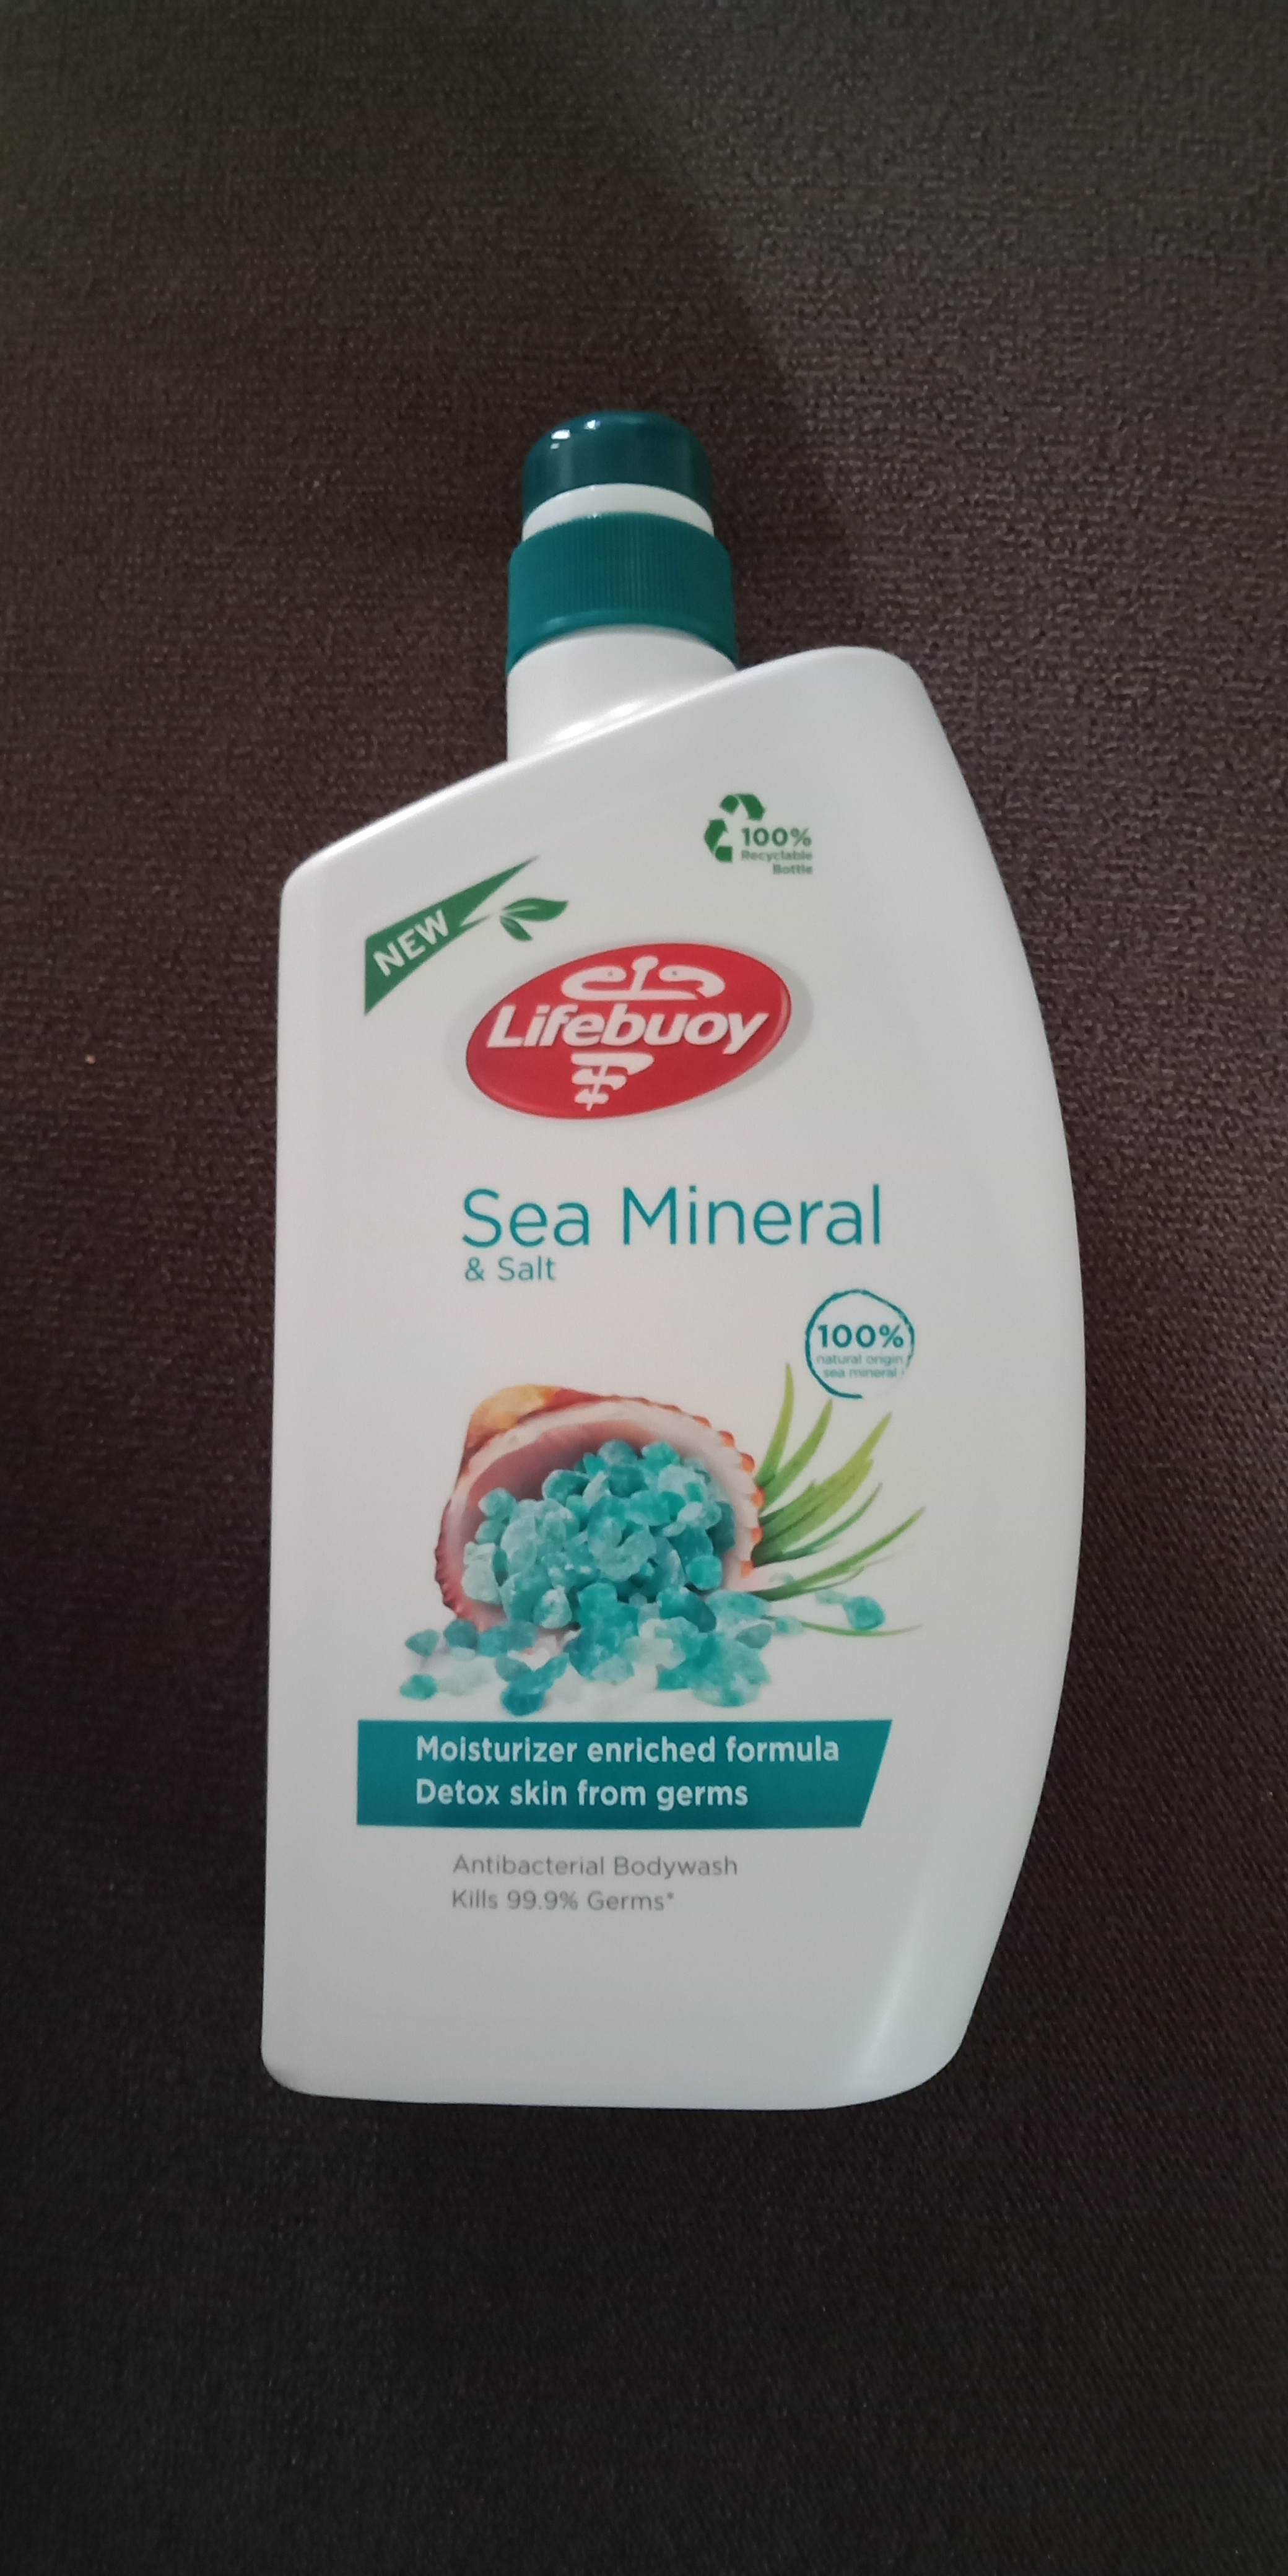 100%
Recyclable
Bottle
NEW
Lifebuoy
Sea Mineral
& Salt
100%
natural origin
sea mineral
Moisturizer enriched formula
Detox skin from germs
Antibacterial Bodywash
Kills 99.9% Germs*